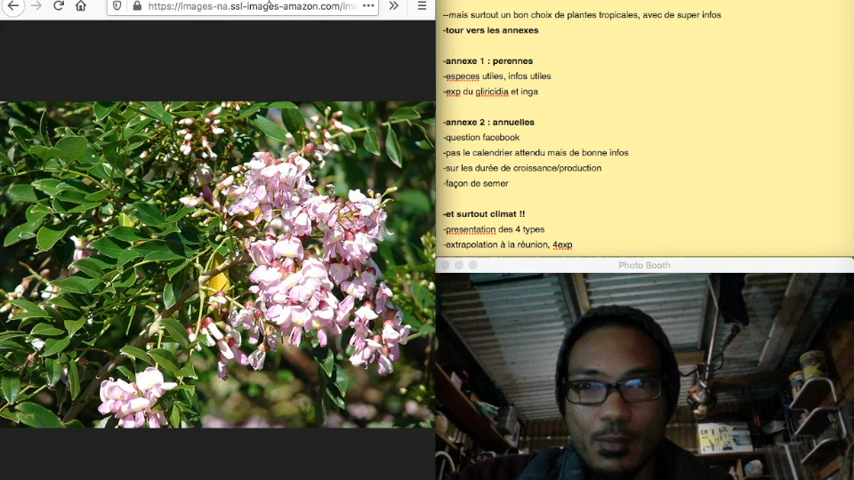 https://images-na.ssl-images-amazon.com/im
--mais surtout un bon choix de plantes tropicales, avec de super infos
-tour vers les annexes
-annexe 1 : perennes
-especes utiles, infos utiles
-exp du gliricidia et inga
-annexe 2 : annuelles
-question facebook
-pas le calendrier attendu mais de bonne infos
-sur les durée de croissance/production
-façon de semer
-et surtout climat !!
-presentation des 4 types
-extrapolation à la réunion, 4exp
Photo Booth